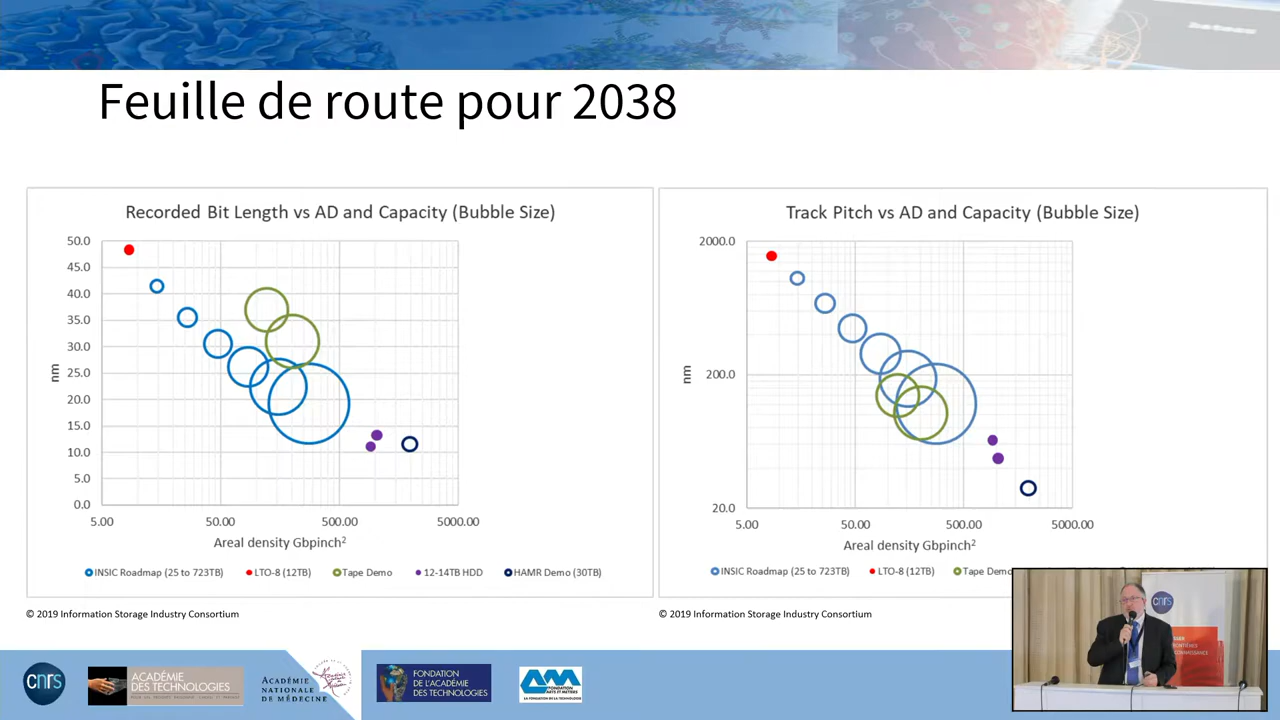 Feuille de route pour 2038
Recorded Bit Length vs AD and Capacity (Bubble Size)
50.0
45.0
40.0
35.0
30.0
25.0
20.0
15.0
10.0
5.0
0.0
nm
5.00
50.00
500.00
5000.00
Areal density Gbpinch²
INSIC Roadmap (25 to 723TB)
LTO-8 (12TB)
Tape Demo
12-14TB HDD
HAMR Demo (30TB)
© 2019 Information Storage Industry Consortium
Track Pitch vs AD and Capacity (Bubble Size)
2000.0
200.0
20.0
nm
5.00
50.00
500.00
5000.00
Areal density Gbpinch²
INSIC Roadmap (25 to 723TB)
LTO-8 (12TB)
Tape Demo
© 2019 Information Storage Industry Consortium
cnrs
cnrs
ACADÉMIE
DES TECHNOLOGIES
ACADÉMIE
NATIONALE
DE MÉDECINE
FONDATION
DE L'ACADÉMIE
DES TECHNOLOGIES
FONDATION
ARTS ET MÉTIERS